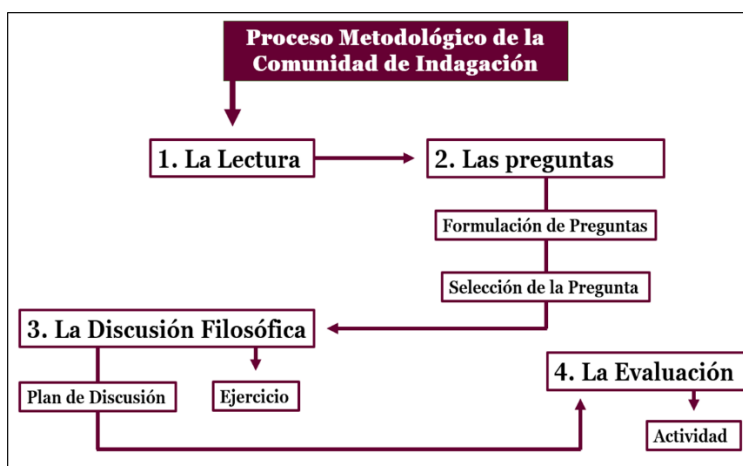 Proceso Metodológico de la
Comunidad de Indagación
1. La Lectura
2. Las preguntas
Formulación de Preguntas
Selección de la Pregunta
3. La Discusión Filosófica
Plan de Discusión
Ejercicio
4. La Evaluación
Actividad